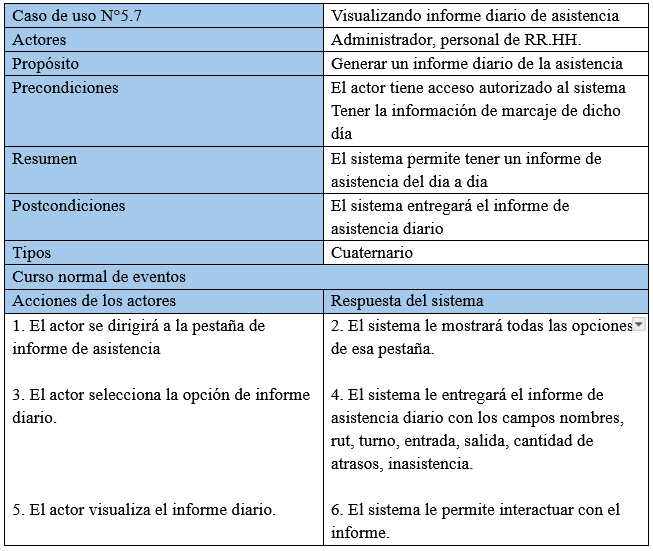 Caso de uso N°5.7
Visualizando informe diario de asistencia
Actores
Administrador, personal de RR.HH.
Propósito
Generar un informe diario de la asistencia
Precondiciones
El actor tiene acceso autorizado al sistema
Tener la información de marcaje de dicho
día
Resumen
El sistema permite tener un informe de
asistencia del dia a dia
Postcondiciones
El sistema entregará el informe de
asistencia diario
Tipos
Cuaternario
Curso normal de eventos
Acciones de los actores
Respuesta del sistema
1. El actor se dirigirá a la pestaña de
informe de asistencia
2. El sistema le mostrará todas las opciones
de esa pestaña.
3. El actor selecciona la opción de informe
diario.
4. El sistema le entregará el informe de
asistencia diario con los campos nombres,
rut, turno, entrada, salida, cantidad de
atrasos, inasistencia.
5. El actor visualiza el informe diario.
6. El sistema le permite interactuar con el
informe.